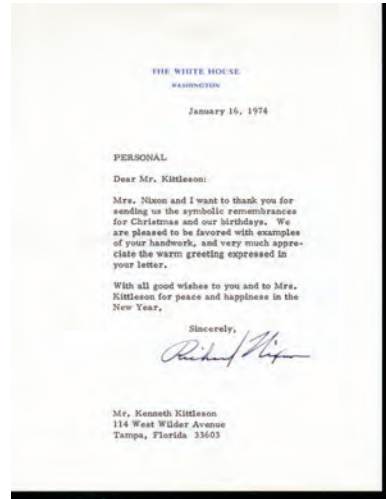 THE WHITE HOUSE
WASHINGTON
January 16, 1974
PERSONAL
Dear Mr. Kittleson:
Mrs. Nixon and I want to thank you for
sending us the symbolic remembrances
for Christmas and our birthdays. We
are pleased to be favored with examples
of your handwork, and very much appre-
ciate the warm greeting expressed in
your letter.
With all good wishes to you and to Mrs.
Kittleson for peace and happiness in the
New Year,
Sincerely,
Richard Nixon
Mr. Kenneth Kittleson
114 West Wilder Avenue
Tampa, Florida 33603